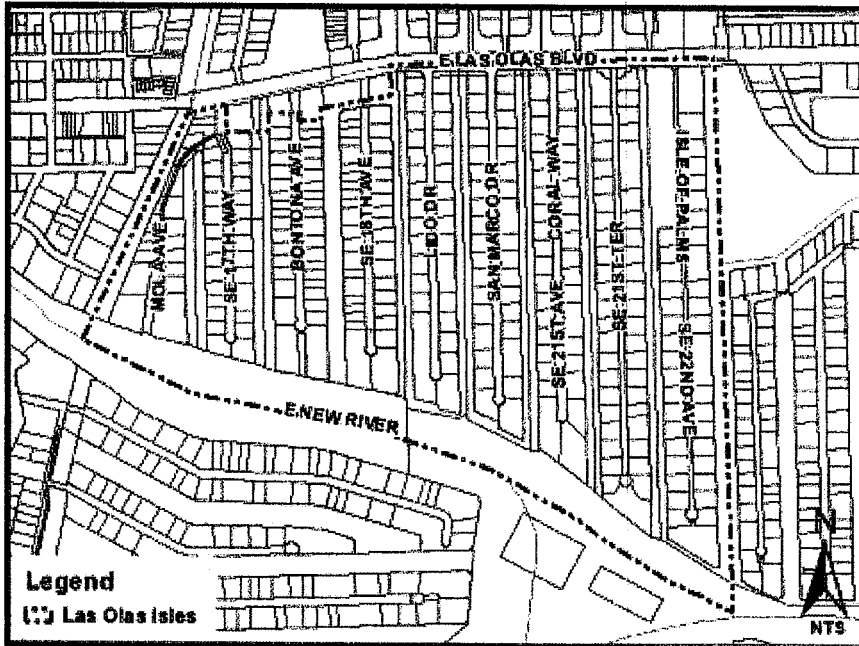 E LAS OLAS BLVD
MOLA AVE
SE 17TH WAY
BONTONA AVE
SE 18TH AVE
LIDO DR
SAN MARCO DR
SE 21ST AVE
CORAL WAY
SE 21ST TER
ISLE OF PALMS
SE 22ND AVE
E NEW RIVER
Legend
Las Olas Isles
N
NTS